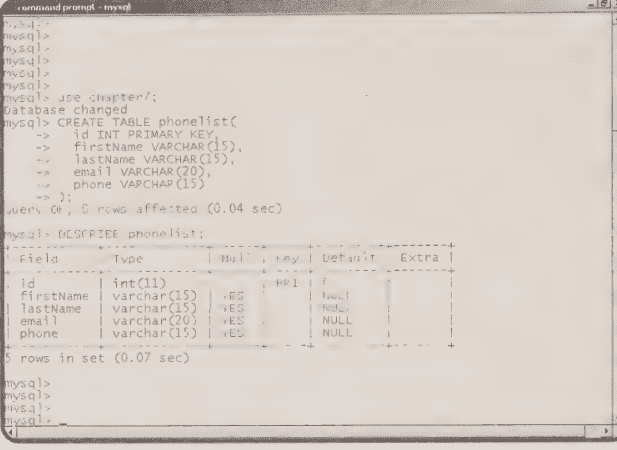 command prompt - mysql
mysql>
mysql>
mysql>
mysql>
mysql>
mysql>
mysql> use chapter7;
Database changed
mysql> CREATE TABLE phonelist(
-> id INT PRIMARY KEY,
-> firstName VARCHAR(15),
-> lastName VARCHAR(15),
-> email VARCHAR(20),
-> phone VARCHAR(15)
-> );
Query OK, 0 rows affected (0.04 sec)
mysql> DESCRIBE phonelist;
| Field | Type | Null | Key | Default | Extra |
| id | int(11) | | PRI | |
| firstName | varchar(15) | YES | | NULL | |
| lastName | varchar(15) | YES | | NULL | |
| email | varchar(20) | YES | | NULL | |
| phone | varchar(15) | YES | | NULL | |
5 rows in set (0.07 sec)
mysql>
mysql>
mysql>
mysql> _